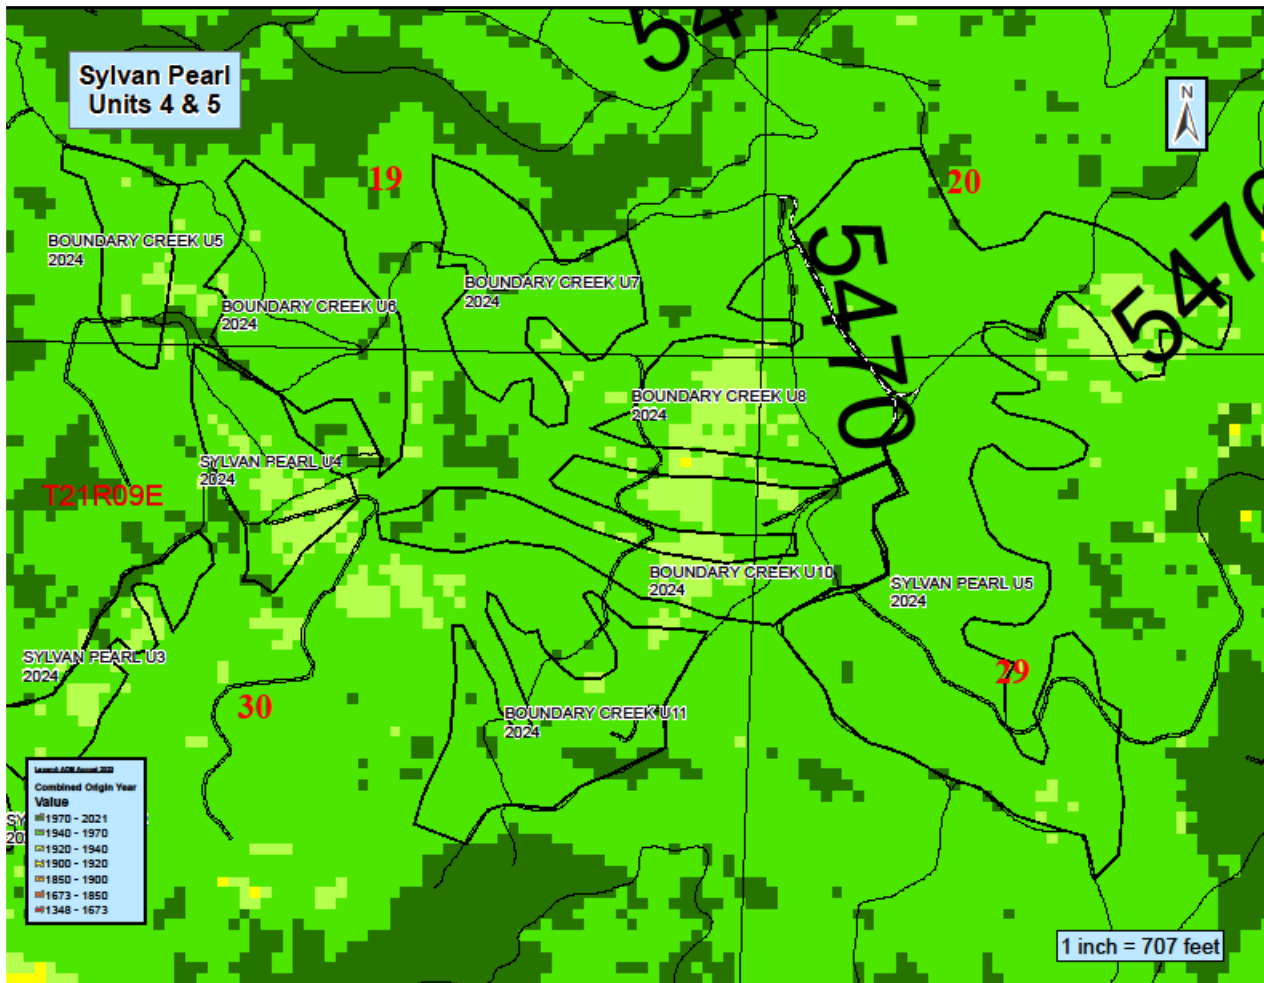 547
Sylvan Pearl
Units 4 & 5
N
19
20
BOUNDARY CREEK U5
2024
BOUNDARY CREEK U6
2024
BOUNDARY CREEK U7
2024
5470
5470
BOUNDARY CREEK U8
2024
SYLVAN PEARL U4
2024
T21R09E
BOUNDARY CREEK U10
2024
SYLVAN PEARL U5
2024
SYLVAN PEARL U3
2024
29
30
BOUNDARY CREEK U11
2024
Combined Origin Year
Value
1970 - 2021
1940 - 1970
1920 - 1940
1900 - 1920
1850 - 1900
1673 - 1850
1348 - 1673
SY
20
1 inch = 707 feet